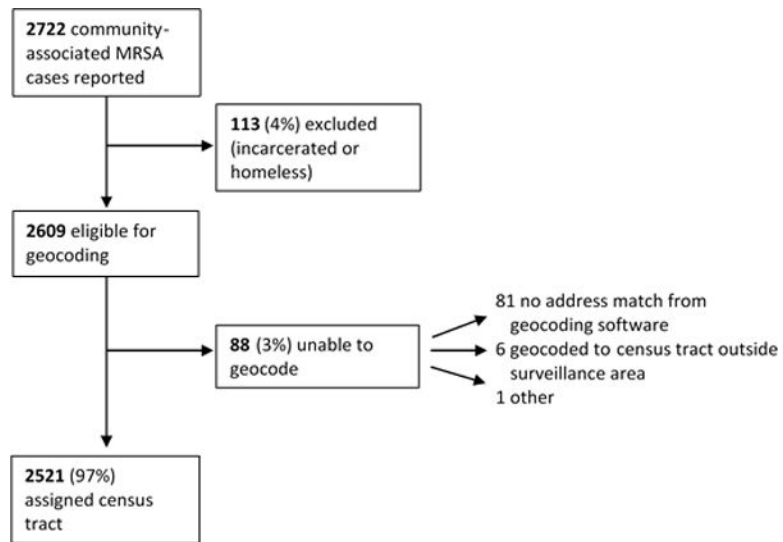 2722 community-
associated MRSA
cases reported
113 (4%) excluded
(incarcerated or
homeless)
2609 eligible for
geocoding
88 (3%) unable to
geocode
81 no address match from
geocoding software
6 geocoded to census tract outside
surveillance area
1 other
2521 (97%)
assigned census
tract